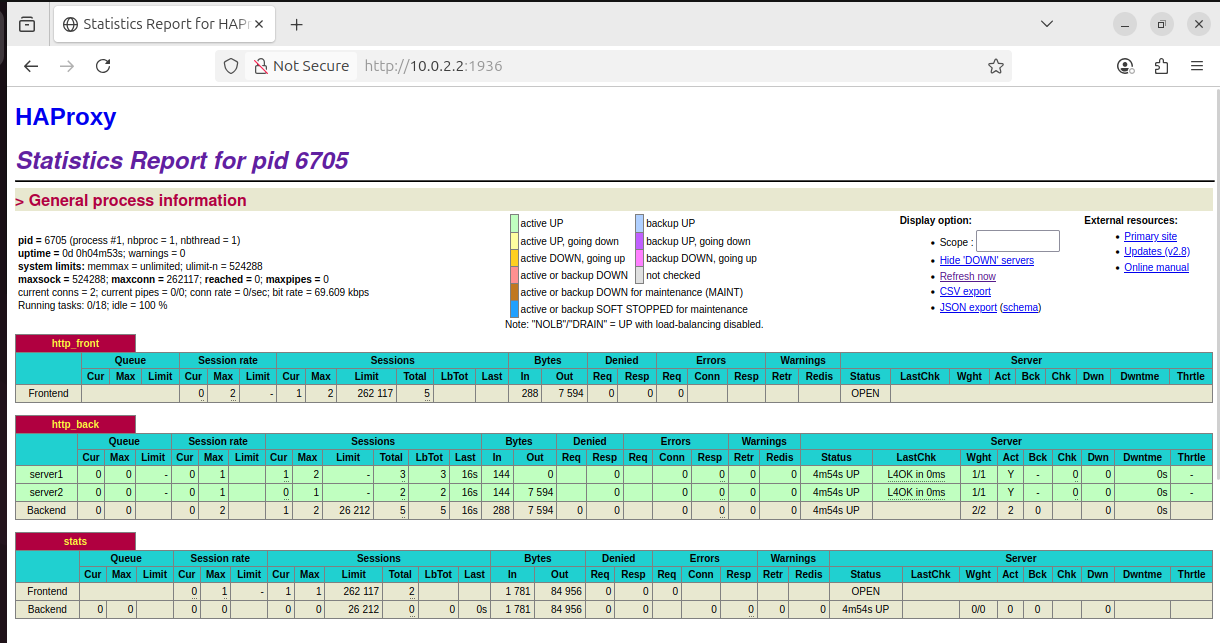 Statistics Report for HAPr
Not Secure http://10.0.2.2:1936
HAProxy
Statistics Report for pid 6705
> General process information
pid = 6705 (process #1, nbproc = 1, nbthread = 1)
uptime = 0d 0h04m53s; warnings = 0
system limits: memmax = unlimited; ulimit-n = 524288
maxsock = 524288; maxconn = 262117; reached = 0; maxpipes = 0
current conns = 2; current pipes = 0/0; conn rate = 0/sec; bit rate = 69.609 kbps
Running tasks: 0/18; idle = 100 %
active UP backup UP
active UP, going down backup UP, going down
active DOWN, going up backup DOWN, going up
active or backup DOWN not checked
active or backup DOWN for maintenance (MAINT)
active or backup SOFT STOPPED for maintenance
Note: "NOLB"/"DRAIN" = UP with load-balancing disabled.
Display option:
• Scope :
• Hide 'DOWN' servers
• Refresh now
• CSV export
• JSON export (schema)
External resources:
• Primary site
• Updates (v2.8)
• Online manual
http_front
Queue Session rate Sessions Bytes Denied Errors Warnings Server
Cur Max Limit Cur Max Limit Cur Max Limit Total LbTot Last In Out Req Resp Req Conn Resp Retr Redis Status LastChk Wght Act Bck Chk Dwn Dwntme Thrtle
Frontend 0 2 - 1 2 262 117 5 288 7 594 0 0 0 OPEN
http_back
Queue Session rate Sessions Bytes Denied Errors Warnings Server
Cur Max Limit Cur Max Limit Cur Max Limit Total LbTot Last In Out Req Resp Req Conn Resp Retr Redis Status LastChk Wght Act Bck Chk Dwn Dwntme Thrtle
server1 0 0 - 0 1 1 2 - 3 3 16s 144 0 0 0 0 0 0 4m54s UP L4OK in 0ms 1/1 Y - 0 0 0s -
server2 0 0 - 0 1 0 1 - 2 2 16s 144 7 594 0 0 0 0 0 4m54s UP L4OK in 0ms 1/1 Y - 0 0 0s -
Backend 0 0 0 2 1 2 26 212 5 5 16s 288 7 594 0 0 0 0 0 0 4m54s UP 2/2 2 0 0 0s
stats
Queue Session rate Sessions Bytes Denied Errors Warnings Server
Cur Max Limit Cur Max Limit Cur Max Limit Total LbTot Last In Out Req Resp Req Conn Resp Retr Redis Status LastChk Wght Act Bck Chk Dwn Dwntme Thrtle
Frontend 0 1 - 1 1 262 117 2 1 781 84 956 0 0 0 OPEN
Backend 0 0 0 0 0 0 26 212 0 0 0s 1 781 84 956 0 0 0 0 0 0 4m54s UP 0/0 0 0 0